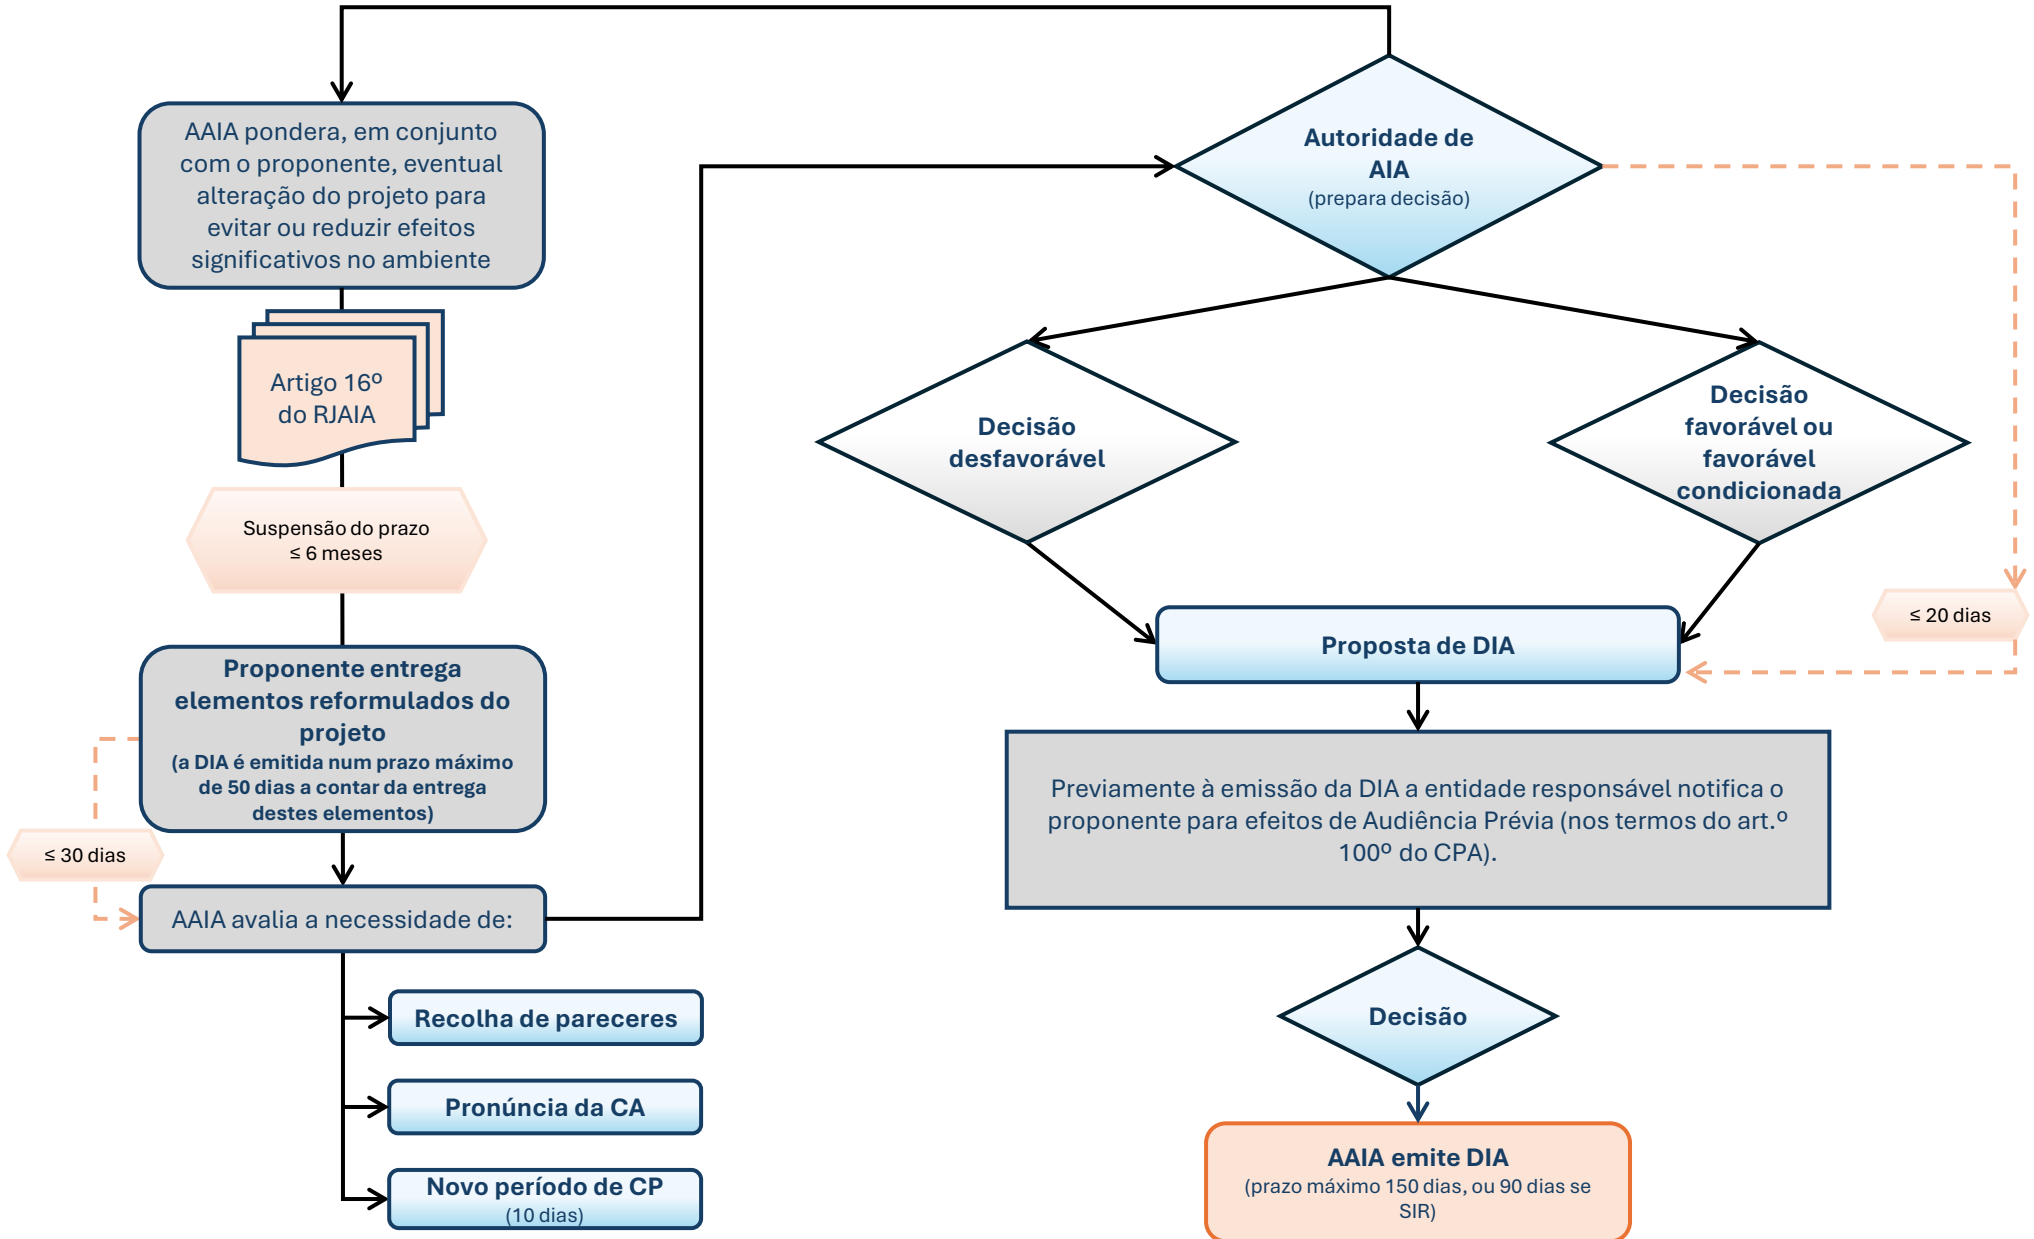 AAIA pondera, em conjunto
com o proponente, eventual
alteração do projeto para
evitar ou reduzir efeitos
significativos no ambiente
Artigo 16º
do RJAIA
Suspensão do prazo
≤ 6 meses
Proponente entrega
elementos reformulados do
projeto
(a DIA é emitida num prazo máximo
de 50 dias a contar da entrega
destes elementos)
≤ 30 dias
AAIA avalia a necessidade de:
Recolha de pareceres
Pronúncia da CA
Novo período de CP
(10 dias)
Autoridade de
AIA
(prepara decisão)
Decisão
desfavorável
Decisão
favorável ou
favorável
condicionada
≤ 20 dias
Proposta de DIA
Previamente à emissão da DIA a entidade responsável notifica o
proponente para efeitos de Audiência Prévia (nos termos do art.º
100º do CPA).
Decisão
AAIA emite DIA
(prazo máximo 150 dias, ou 90 dias se
SIR)